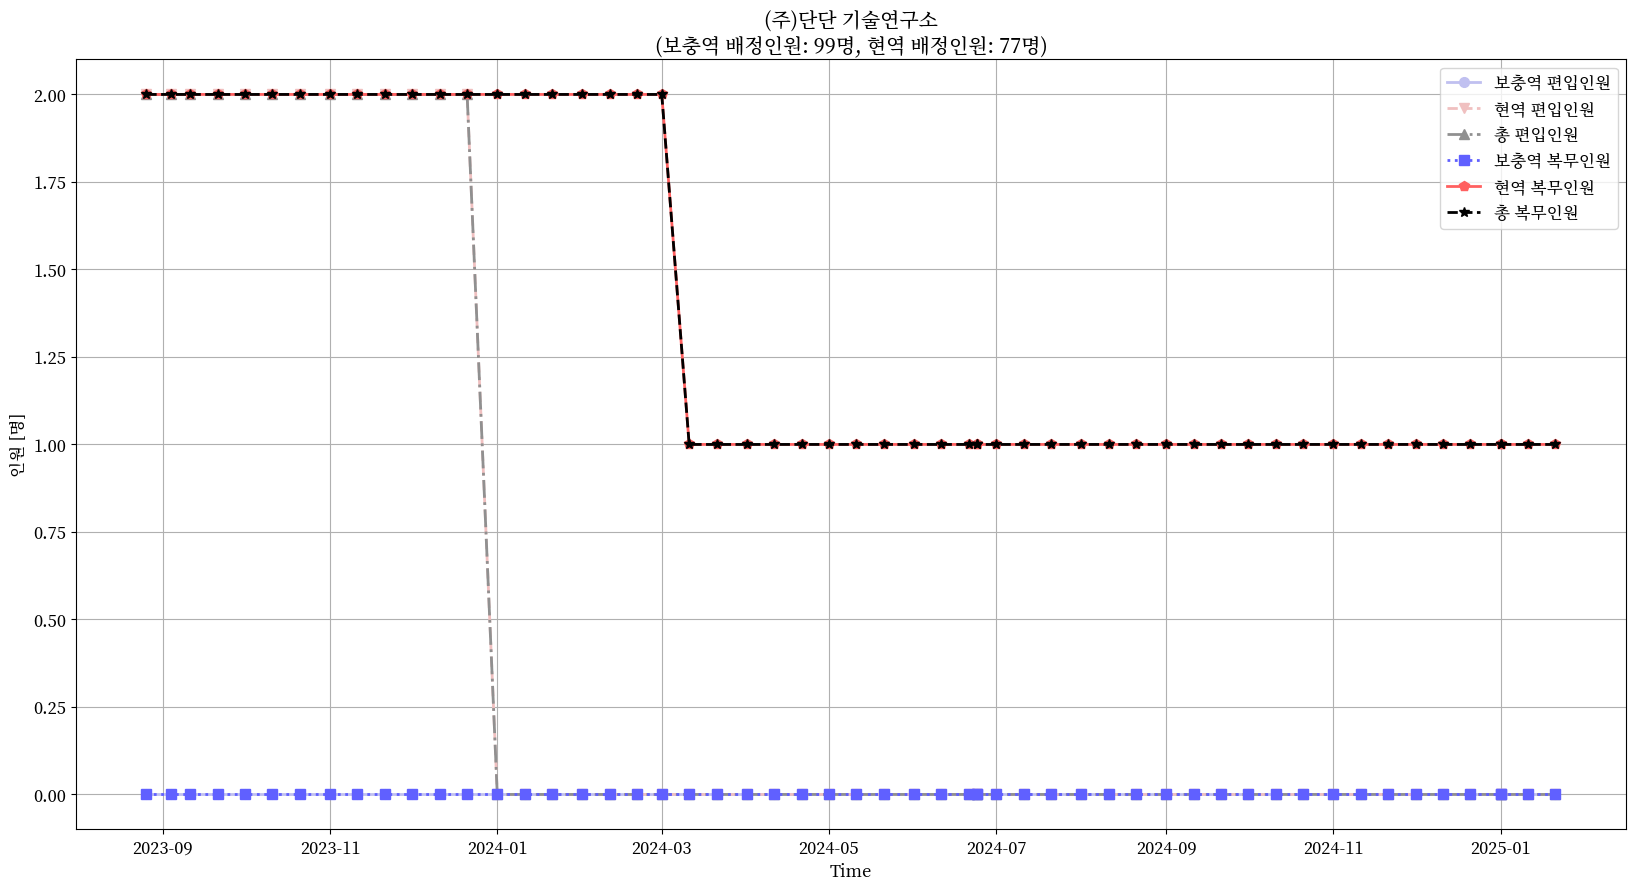 (주)단단 기술연구소
(보충역 배정인원: 99명, 현역 배정인원: 77명)
보충역 편입인원
현역 편입인원
총 편입인원
보충역 복무인원
현역 복무인원
총 복무인원
인원 [명]
2.00
1.75
1.50
1.25
1.00
0.75
0.50
0.25
0.00
2023-09
2023-11
2024-01
2024-03
2024-05
2024-07
2024-09
2024-11
2025-01
Time